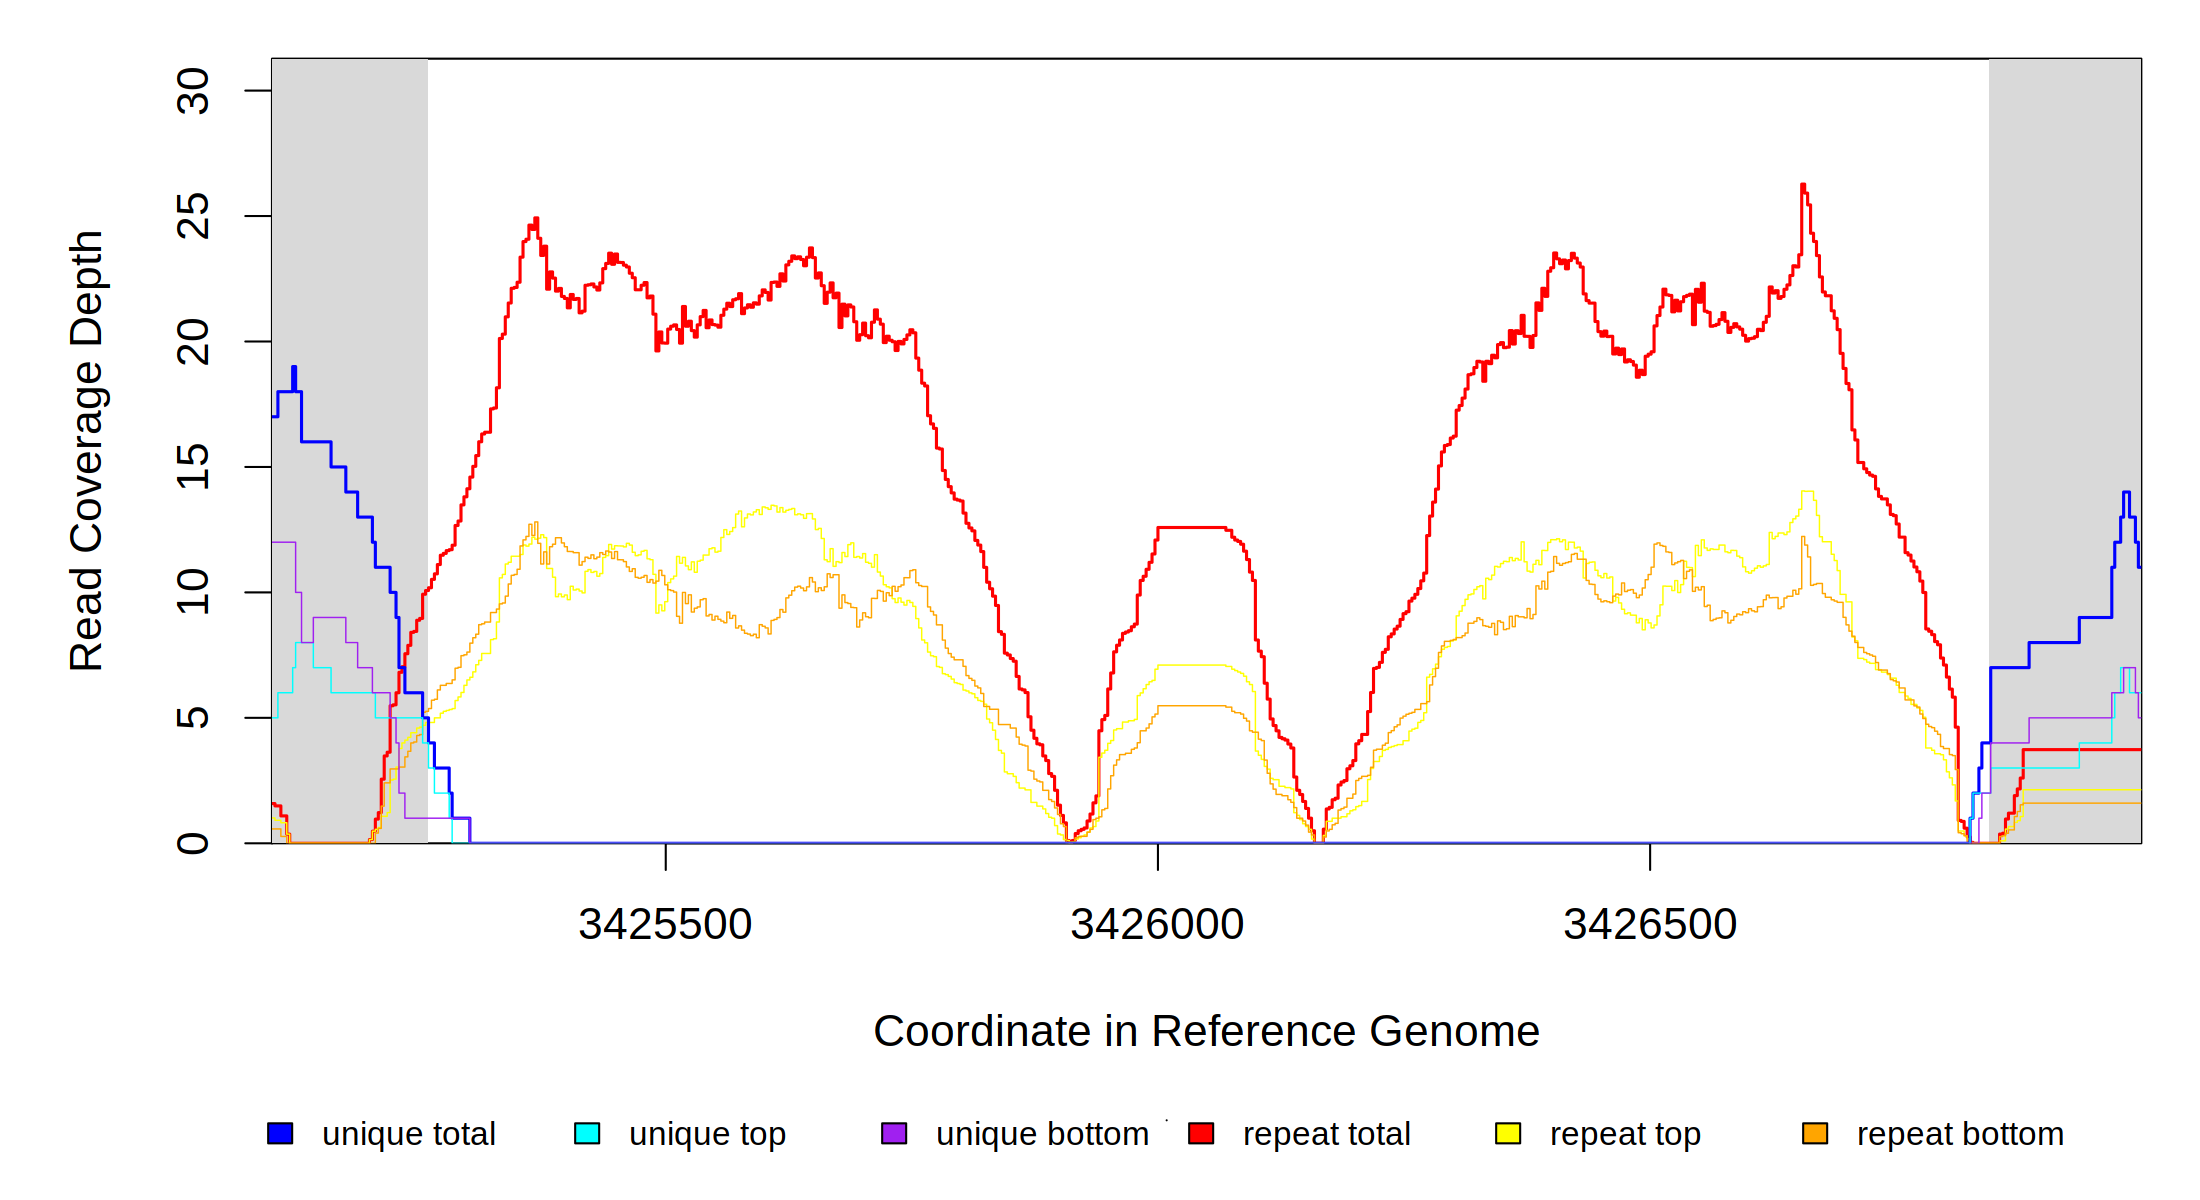 Read Coverage Depth
30
25
20
15
10
5
0
3425500 3426000 3426500
Coordinate in Reference Genome
unique total unique top unique bottom repeat total repeat top repeat bottom